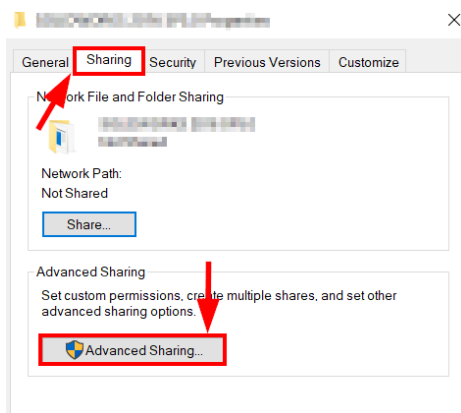 Properties
General Sharing Security Previous Versions Customize
Network File and Folder Sharing
Network Path:
Not Shared
Share...
Advanced Sharing
Set custom permissions, create multiple shares, and set other
advanced sharing options.
Advanced Sharing...